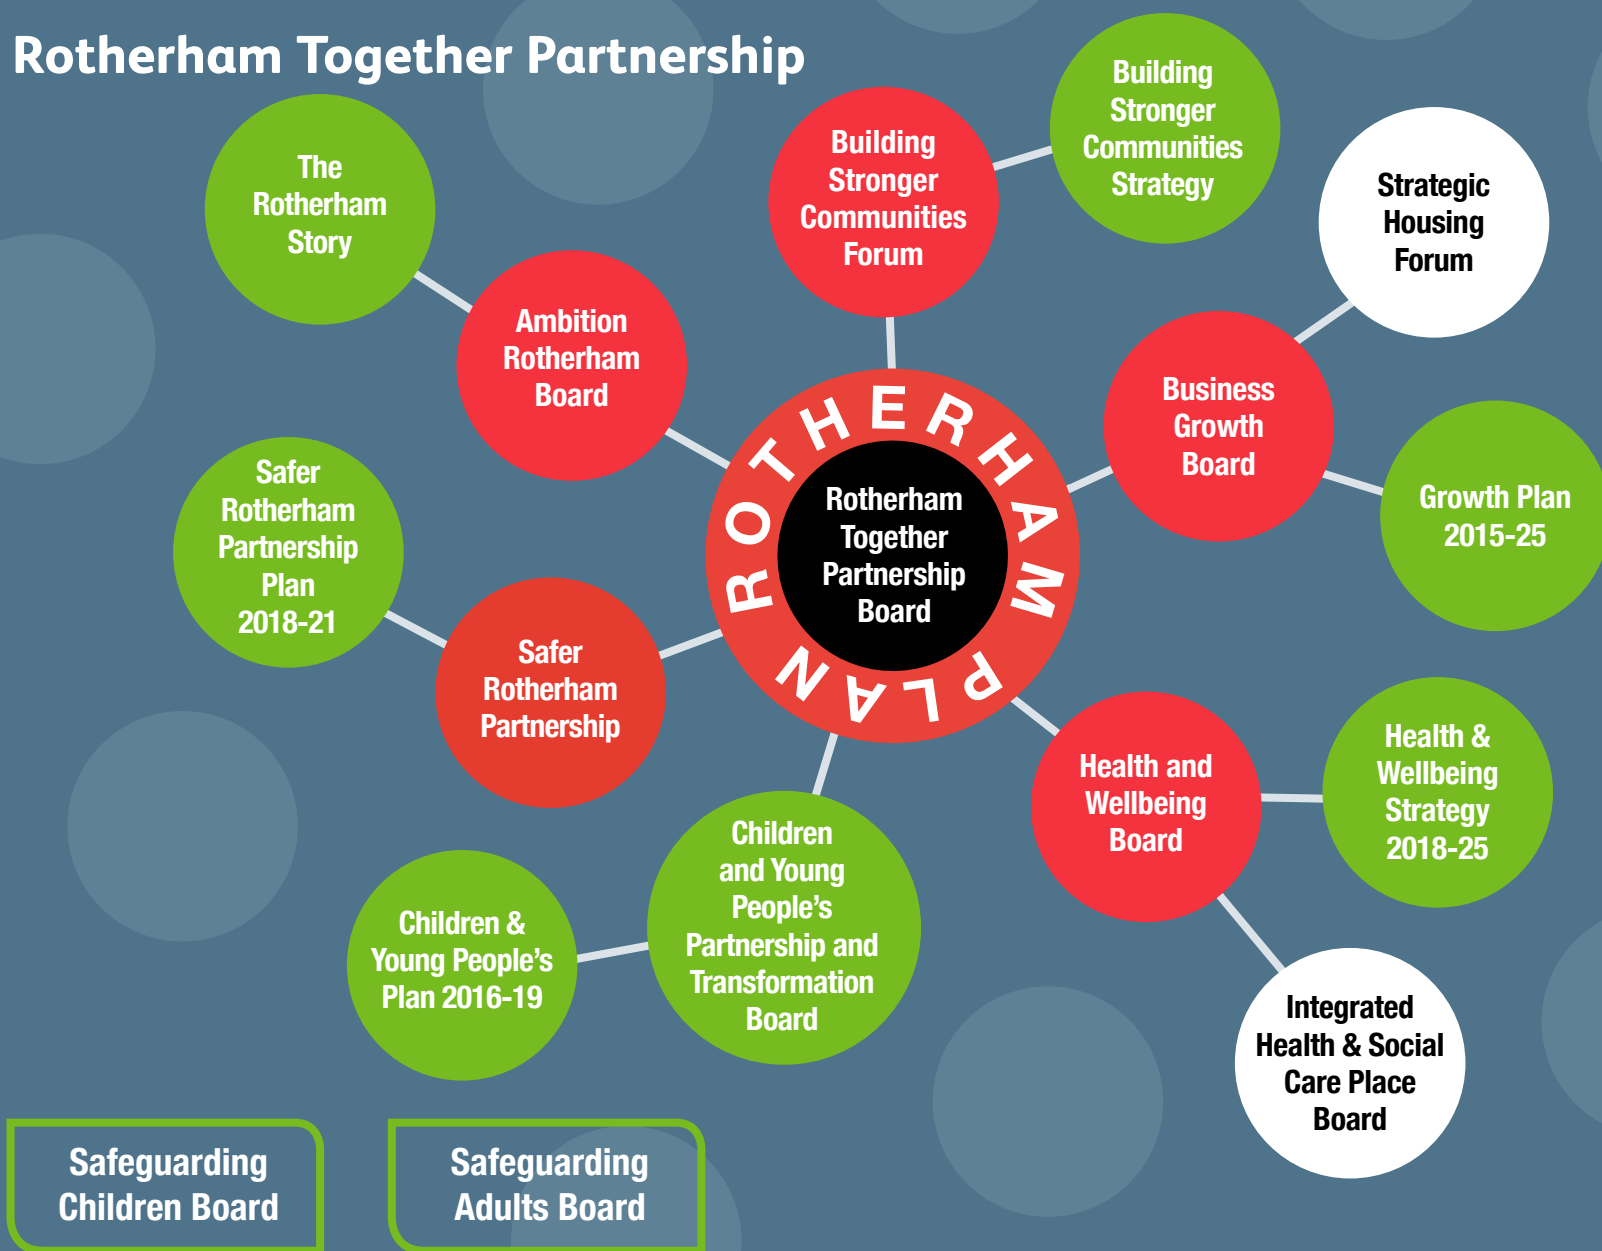 Rotherham Together Partnership
The
Rotherham
Story
Ambition
Rotherham
Board
Building
Stronger
Communities
Forum
Building
Stronger
Communities
Strategy
Strategic
Housing
Forum
Business
Growth
Board
Growth Plan
2015-25
Safer
Rotherham
Partnership
Plan
2018-21
Safer
Rotherham
Partnership
ROTHERHAM PLAN
Rotherham
Together
Partnership
Board
Health and
Wellbeing
Board
Health &
Wellbeing
Strategy
2018-25
Children
and Young
People's
Partnership and
Transformation
Board
Children &
Young People's
Plan 2016-19
Integrated
Health & Social
Care Place
Board
Safeguarding
Children Board
Safeguarding
Adults Board